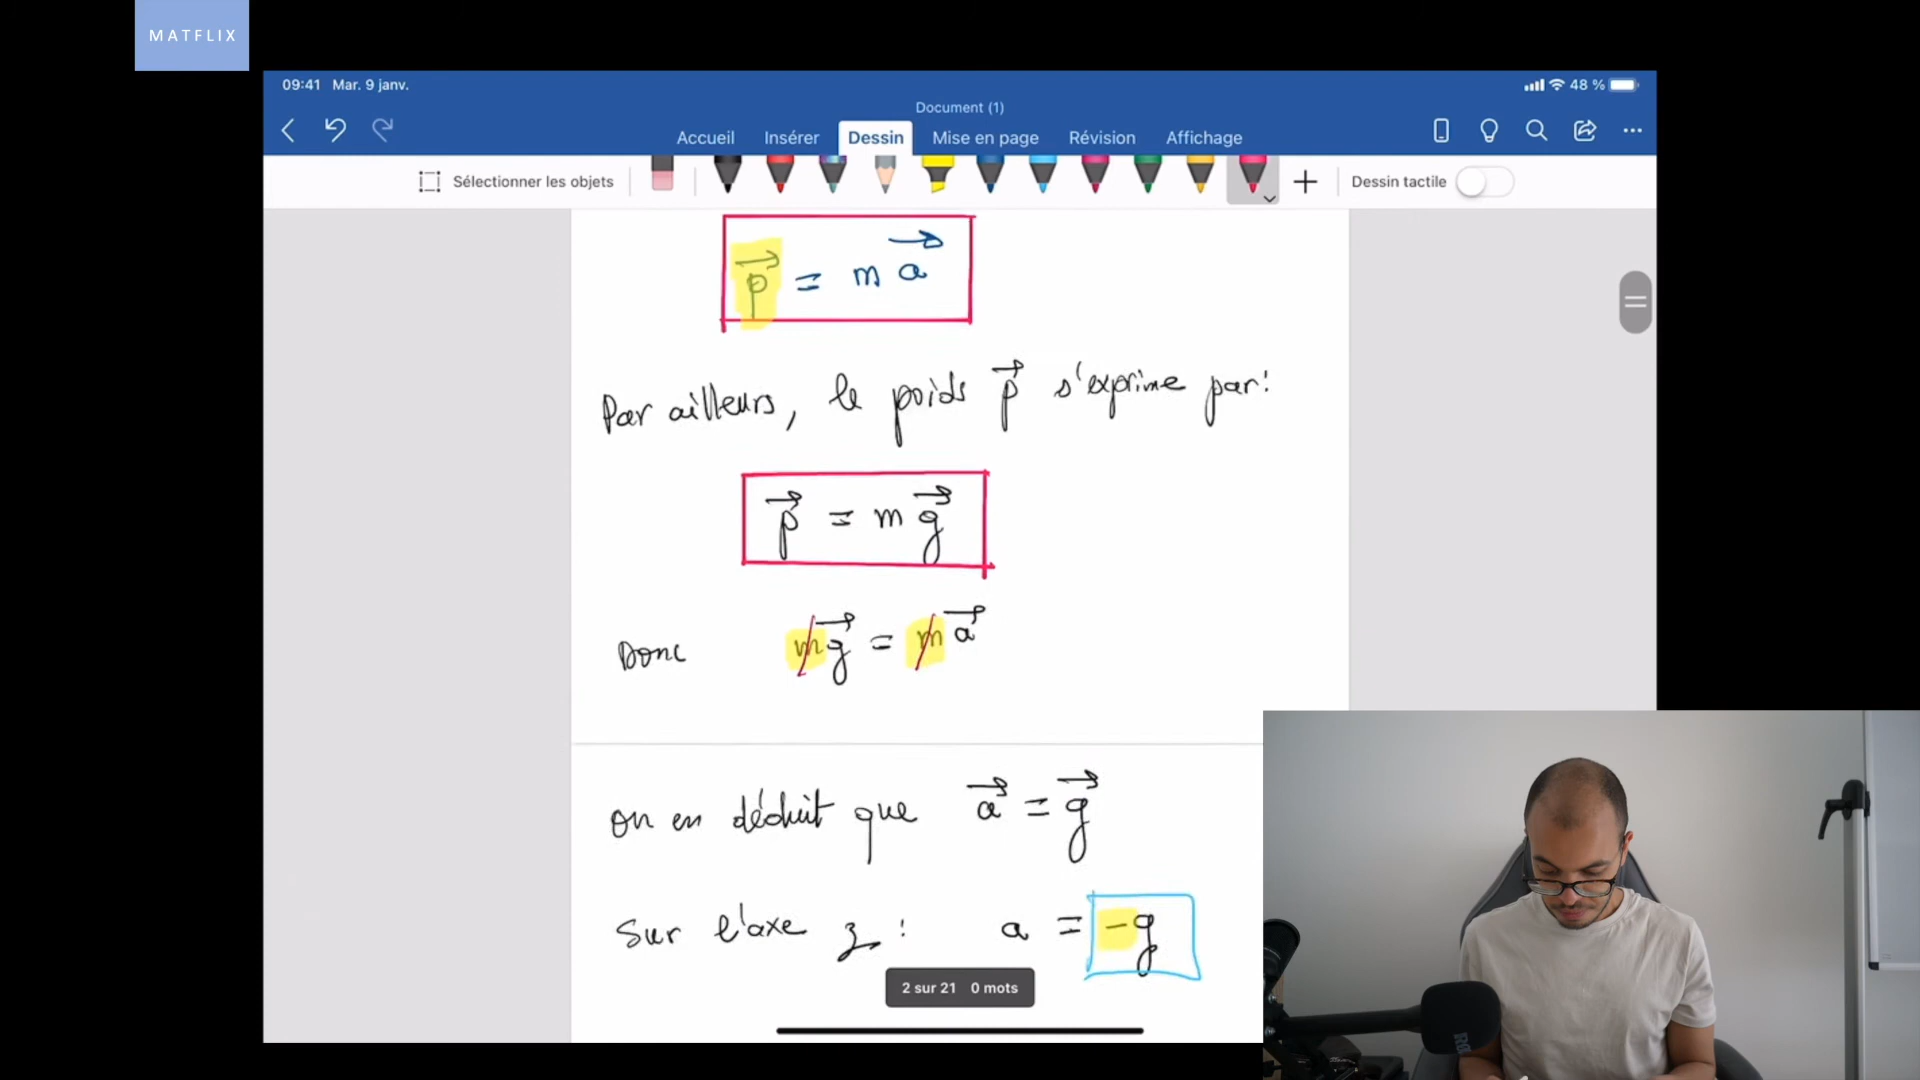 MATFLIX
09:41 Mar. 9 janv.
48 %
Document (1)
Accueil Insérer Dessin Mise en page Révision Affichage
Sélectionner les objets
Dessin tactile
p⃗ = m a⃗
Par ailleurs, le poids p⃗ s'exprime par :
p⃗ = m g⃗
Donc m g⃗ = m a⃗
on en déduit que a⃗ = g⃗
Sur l'axe z : a = -g
2 sur 21 0 mots